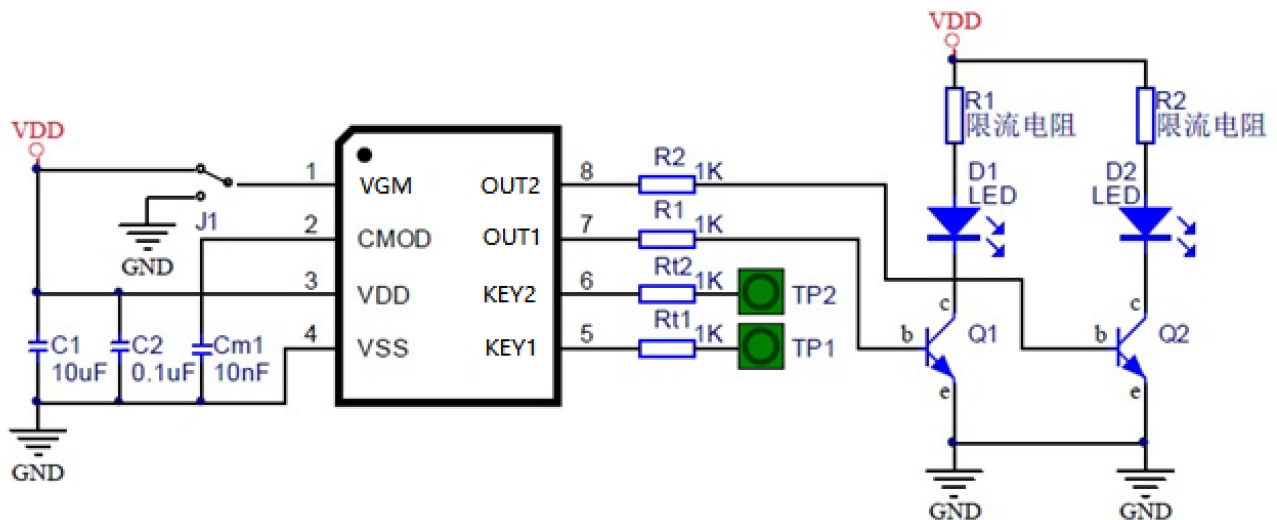 VDD
VDD
R1
限流电阻
R2
限流电阻
VDD
D1
LED
D2
LED
1
VGM
OUT2
8
R2
1K
J1
GND
2
CMOD
OUT1
7
R1
1K
3
VDD
KEY2
6
Rt2
1K
TP2
4
VSS
KEY1
5
Rt1
1K
TP1
C1
10uF
C2
0.1uF
Cm1
10nF
c
b
e
Q1
c
b
e
Q2
GND
GND
GND